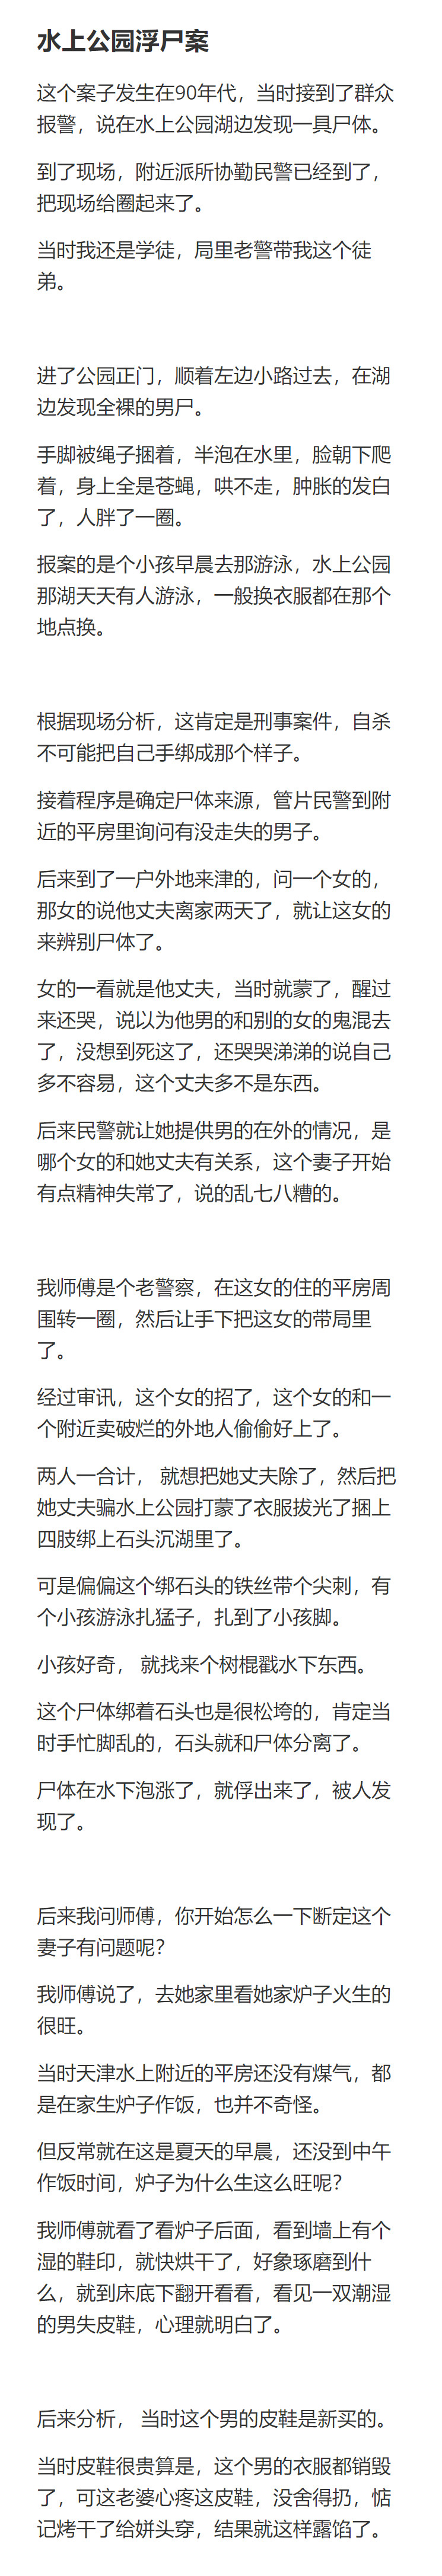 水上公园浮尸案
这个案子发生在90年代，当时接到了群众
报警，说在水上公园湖边发现一具尸体。
到了现场，附近派所协勤民警已经到了，
把现场给圈起来了。
当时我还是学徒，局里老警带我这个徒
弟。
进了公园正门，顺着左边小路过去，在湖
边发现全裸的男尸。
手脚被绳子捆着，半泡在水里，脸朝下爬
着，身上全是苍蝇，哄不走，肿胀的发白
了，人胖了一圈。
报案的是个小孩早晨去那游泳，水上公园
那湖天天有人游泳，一般换衣服都在那个
地点换。
根据现场分析，这肯定是刑事案件，自杀
不可能把自己手绑成那个样子。
接着程序是确定尸体来源，管片民警到附
近的平房里询问有没走失的男子。
后来到了一户外地来津的，问一个女的，
那女的说他丈夫离家两天了，就让这女的
来辨别尸体了。
女的一看就是他丈夫，当时就蒙了，醒过
来还哭，说以为他男的和别的女的鬼混去
了，没想到死这了，还哭哭涕涕的说自己
多不容易，这个丈夫多不是东西。
后来民警就让她提供男的在外的情况，是
哪个女的和她丈夫有关系，这个妻子开始
有点精神失常了，说的乱七八糟的。
我师傅是个老警察，在这女的住的平房周
围转一圈，然后让手下把这女的带局里
了。
经过审讯，这个女的招了，这个女的和一
个附近卖破烂的外地人偷偷好上了。
两人一合计， 就想把她丈夫除了，然后把
她丈夫骗水上公园打蒙了衣服拔光了捆上
四肢绑上石头沉湖里了。
可是偏偏这个绑石头的铁丝带个尖刺，有
个小孩游泳扎猛子，扎到了小孩脚。
小孩好奇， 就找来个树棍戳水下东西。
这个尸体绑着石头也是很松垮的，肯定当
时手忙脚乱的，石头就和尸体分离了。
尸体在水下泡涨了，就俘出来了，被人发
现了。
后来我问师傅，你开始怎么一下断定这个
妻子有问题呢？
我师傅说了，去她家里看她家炉子火生的
很旺。
当时天津水上附近的平房还没有煤气，都
是在家生炉子作饭，也并不奇怪。
但反常就在这是夏天的早晨，还没到中午
作饭时间，炉子为什么生这么旺呢？
我师傅就看了看炉子后面，看到墙上有个
湿的鞋印，就快烘干了，好象琢磨到什
么，就到床底下翻开看看，看见一双潮湿
的男失皮鞋，心理就明白了。
后来分析， 当时这个男的皮鞋是新买的。
当时皮鞋很贵算是，这个男的衣服都销毁
了，可这老婆心疼这皮鞋，没舍得扔，惦
记烤干了给姘头穿，结果就这样露馅了。